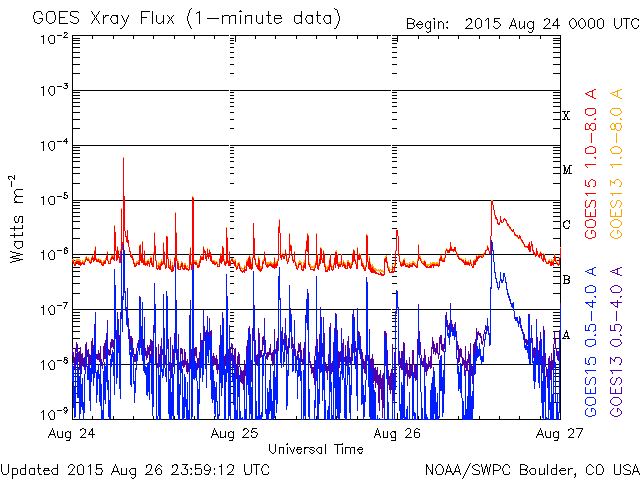 GOES Xray Flux (1-minute data)
Begin: 2015 Aug 24 0000 UTC
10-2
10-3
10-4
10-5
10-6
10-7
10-8
10-9
Watts m-2
X
M
C
B
A
GOES15 1.0-8.0 A
GOES13 1.0-8.0 A
GOES15 0.5-4.0 A
GOES13 0.5-4.0 A
Aug 24
Aug 25
Aug 26
Aug 27
Universal Time
Updated 2015 Aug 26 23:59:12 UTC
NOAA/SWPC Boulder, CO USA